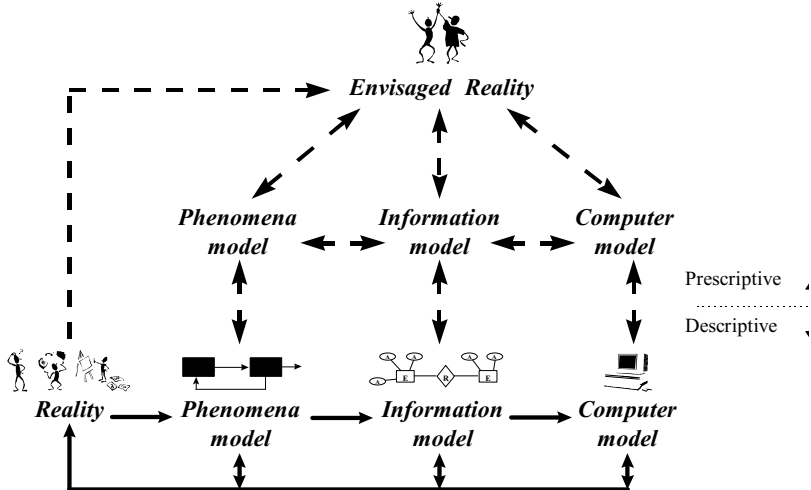 Envisaged Reality
Phenomena
model
Information
model
Computer
model
Prescriptive
Descriptive
A
A
A
A
A
E
R
E
Reality
Phenomena
model
Information
model
Computer
model